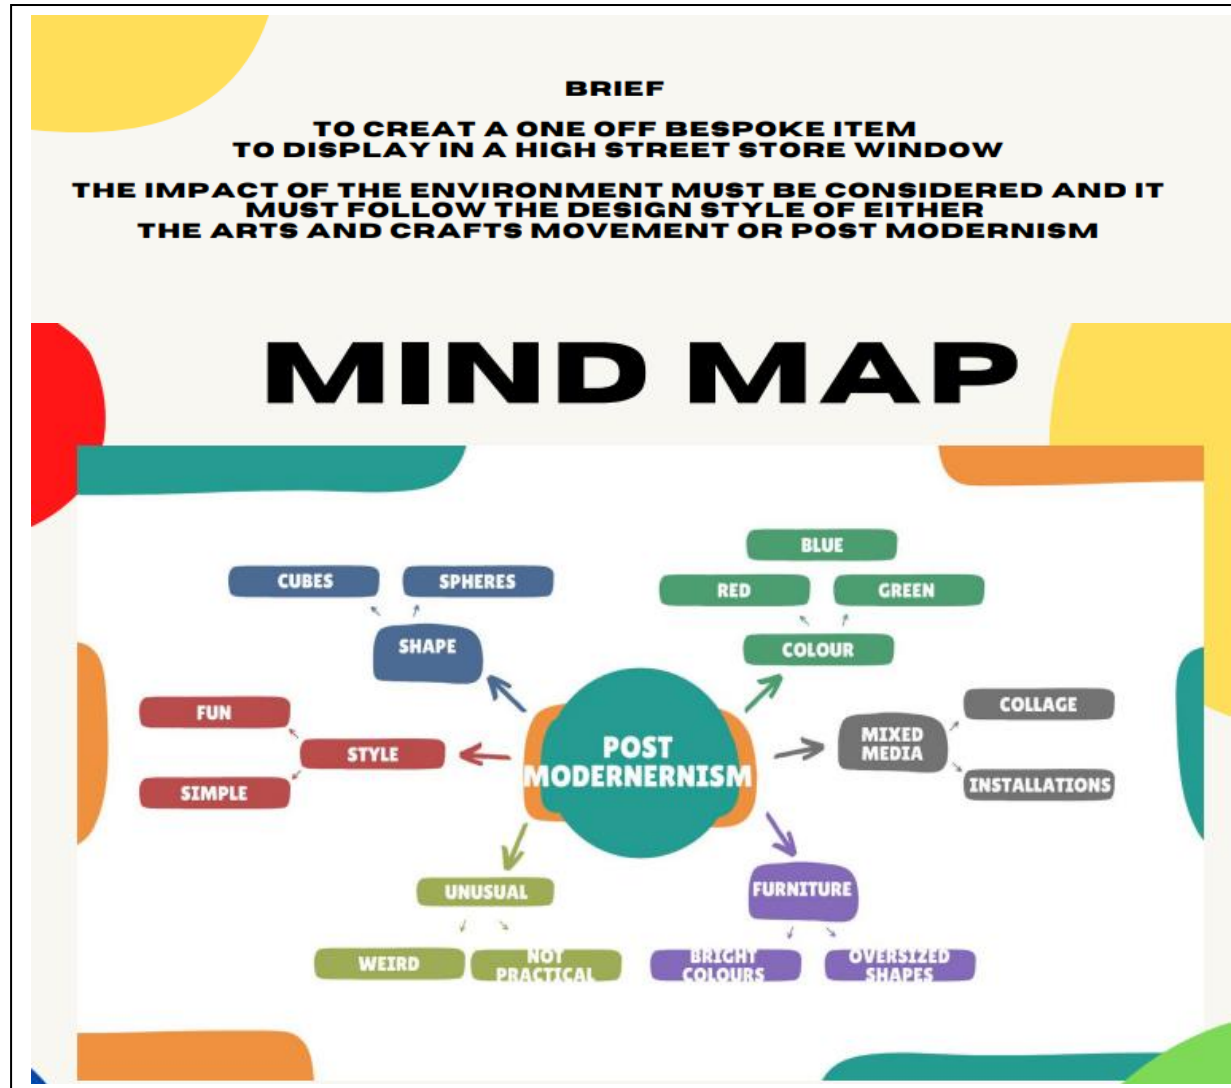 BRIEF
TO CREAT A ONE OFF BESPOKE ITEM
TO DISPLAY IN A HIGH STREET STORE WINDOW
THE IMPACT OF THE ENVIRONMENT MUST BE CONSIDERED AND IT
MUST FOLLOW THE DESIGN STYLE OF EITHER
THE ARTS AND CRAFTS MOVEMENT OR POST MODERNISM
MIND MAP
BLUE
CUBES
SPHERES
RED
GREEN
SHAPE
COLOUR
FUN
STYLE
SIMPLE
POST
MODERNERNISM
MIXED
MEDIA
COLLAGE
INSTALLATIONS
UNUSUAL
FURNITURE
WEIRD
NOT
PRACTICAL
BRIGHT
COLOURS
OVERSIZED
SHAPES